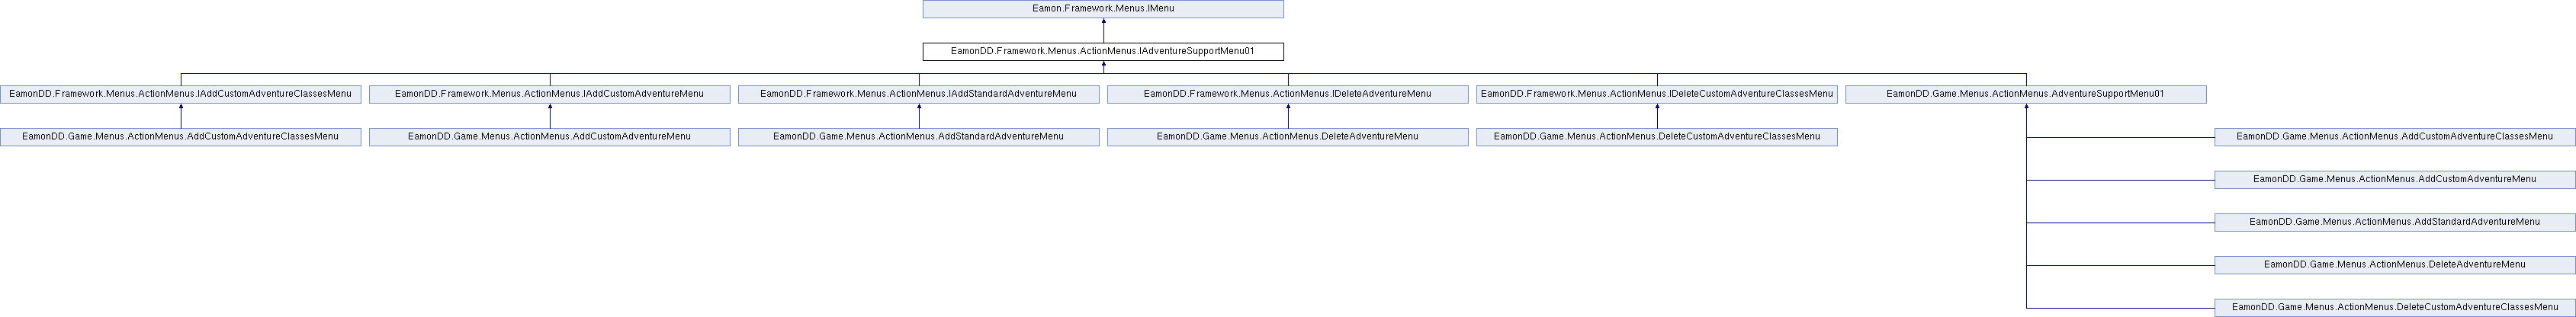 Eamon.Framework.Menus.IMenu
EamonDD.Framework.Menus.ActionMenus.IAdventureSupportMenu01
EamonDD.Framework.Menus.ActionMenus.IAddCustomAdventureClassesMenu
EamonDD.Framework.Menus.ActionMenus.IAddCustomAdventureMenu
EamonDD.Framework.Menus.ActionMenus.IAddStandardAdventureMenu
EamonDD.Framework.Menus.ActionMenus.IDeleteAdventureMenu
EamonDD.Framework.Menus.ActionMenus.IDeleteCustomAdventureClassesMenu
EamonDD.Game.Menus.ActionMenus.AdventureSupportMenu01
EamonDD.Game.Menus.ActionMenus.AddCustomAdventureClassesMenu
EamonDD.Game.Menus.ActionMenus.AddCustomAdventureMenu
EamonDD.Game.Menus.ActionMenus.AddStandardAdventureMenu
EamonDD.Game.Menus.ActionMenus.DeleteAdventureMenu
EamonDD.Game.Menus.ActionMenus.DeleteCustomAdventureClassesMenu
EamonDD.Game.Menus.ActionMenus.AddCustomAdventureClassesMenu
EamonDD.Game.Menus.ActionMenus.AddCustomAdventureMenu
EamonDD.Game.Menus.ActionMenus.AddStandardAdventureMenu
EamonDD.Game.Menus.ActionMenus.DeleteAdventureMenu
EamonDD.Game.Menus.ActionMenus.DeleteCustomAdventureClassesMenu